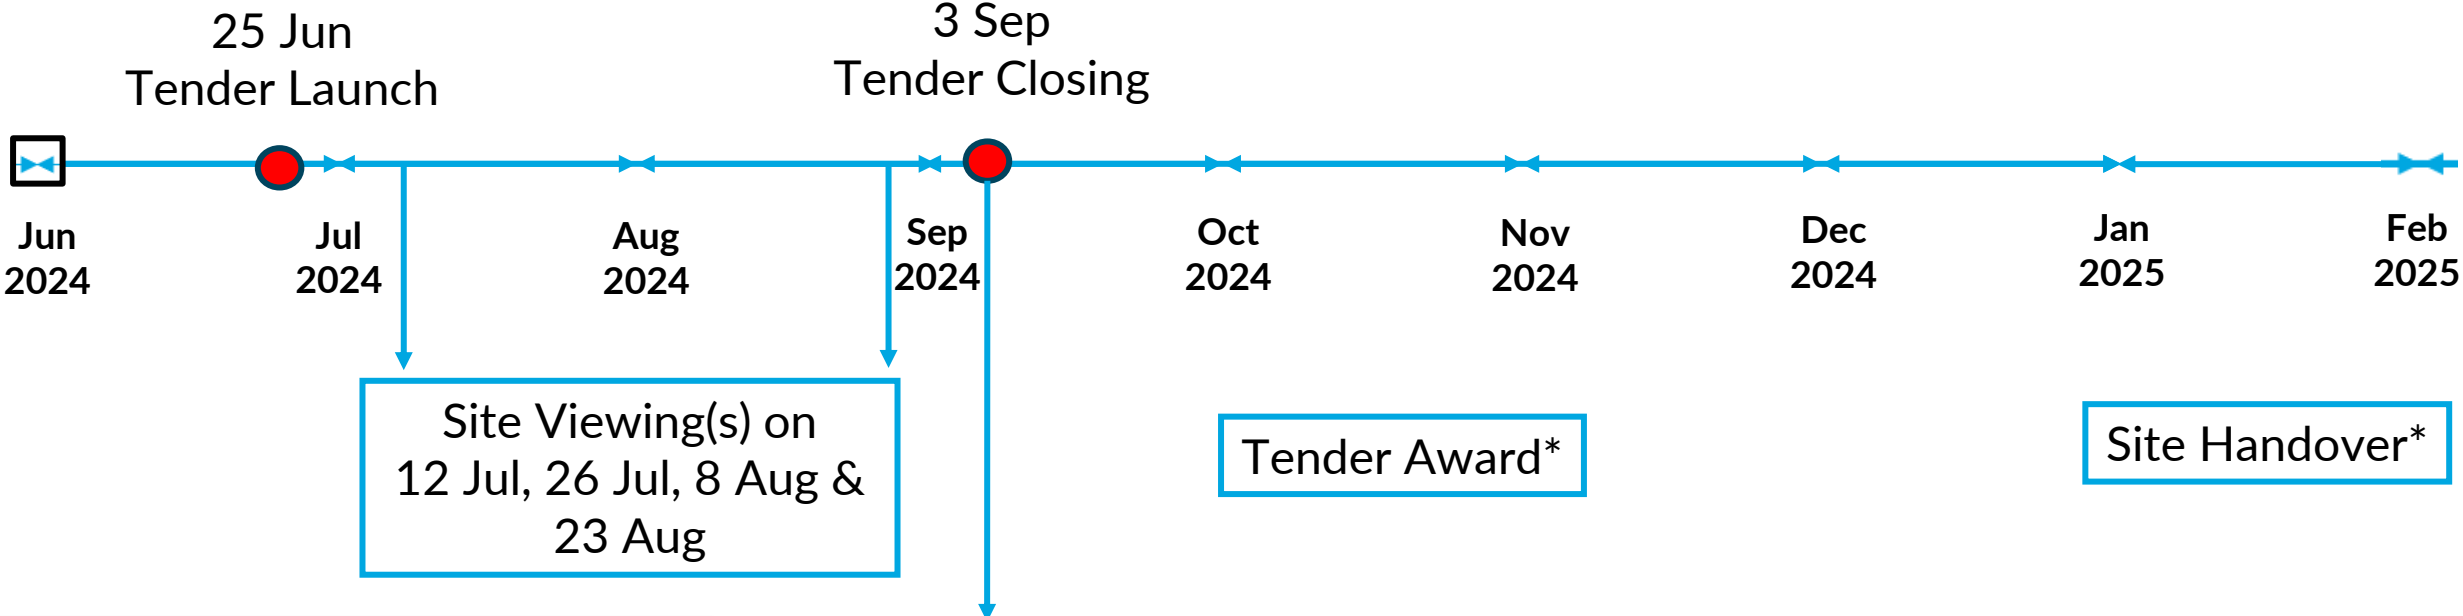 25 Jun
Tender Launch
3 Sep
Tender Closing
Jun
2024
Jul
2024
Aug
2024
Sep
2024
Oct
2024
Nov
2024
Dec
2024
Jan
2025
Feb
2025
Site Viewing(s) on
12 Jul, 26 Jul, 8 Aug &
23 Aug
Tender Award*
Site Handover*